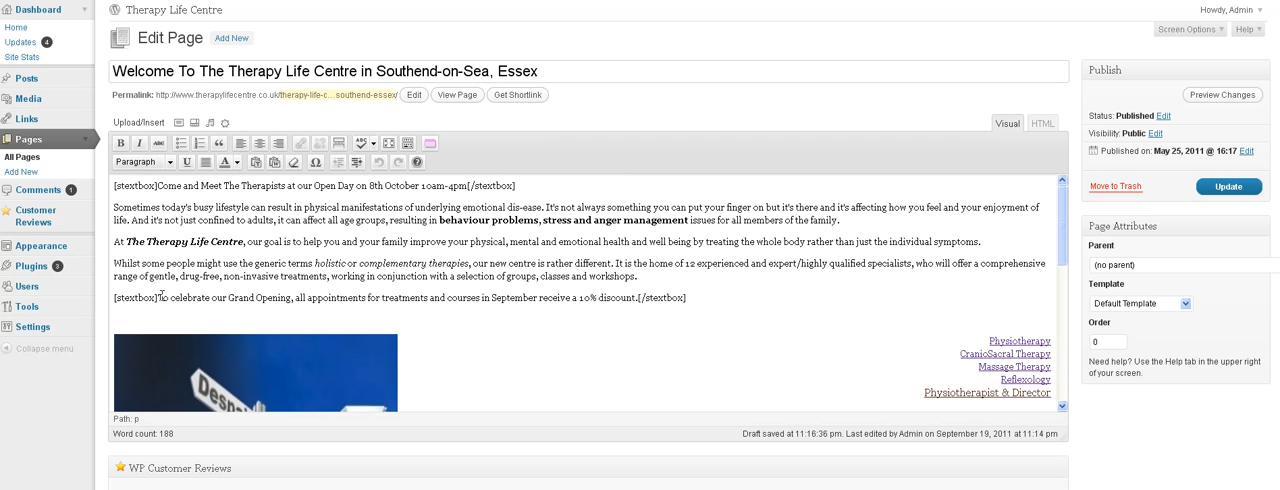 Dashboard
Home
Updates 4
Site Stats
Posts
Media
Links
Pages
All Pages
Add New
Comments 1
Customer
Reviews
Appearance
Plugins 3
Users
Tools
Settings
Collapse menu
Therapy Life Centre
Howdy, Admin
Edit Page
Add New
Screen Options
Help
Welcome To The Therapy Life Centre in Southend-on-Sea, Essex
Permalink: http://www.therapylifecentre.co.uk/therapy-life-c…southend-essex/ Edit View Page Get Shortlink
Upload/Insert
Visual HTML
B I ABC ABC
Paragraph U A Ω
[stextbox]Come and Meet The Therapists at our Open Day on 8th October 10am-4pm[/stextbox]
Sometimes today's busy lifestyle can result in physical manifestations of underlying emotional dis-ease. It's not always something you can put your finger on but it's there and it's affecting how you feel and your enjoyment of
life. And it's not just confined to adults, it can affect all age groups, resulting in behaviour problems, stress and anger management issues for all members of the family.
At The Therapy Life Centre, our goal is to help you and your family improve your physical, mental and emotional health and well being by treating the whole body rather than just the individual symptoms.
Whilst some people might use the generic terms holistic or complementary therapies, our new centre is rather different. It is the home of 12 experienced and expert/highly qualified specialists, who will offer a comprehensive
range of gentle, drug-free, non-invasive treatments, working in conjunction with a selection of groups, classes and workshops.
[stextbox]To celebrate our Grand Opening, all appointments for treatments and courses in September receive a 10% discount.[/stextbox]
Despai
Physiotherapy
CranioSacral Therapy
Massage Therapy
Reflexology
Physiotherapist & Director
Path: p
Word count: 188
Draft saved at 11:16:36 pm. Last edited by Admin on September 19, 2011 at 11:14 pm
WP Customer Reviews
Publish
Preview Changes
Status: Published Edit
Visibility: Public Edit
Published on: May 25, 2011 @ 16:17 Edit
Move to Trash
Update
Page Attributes
Parent
(no parent)
Template
Default Template
Order
0
Need help? Use the Help tab in the upper right
of your screen.